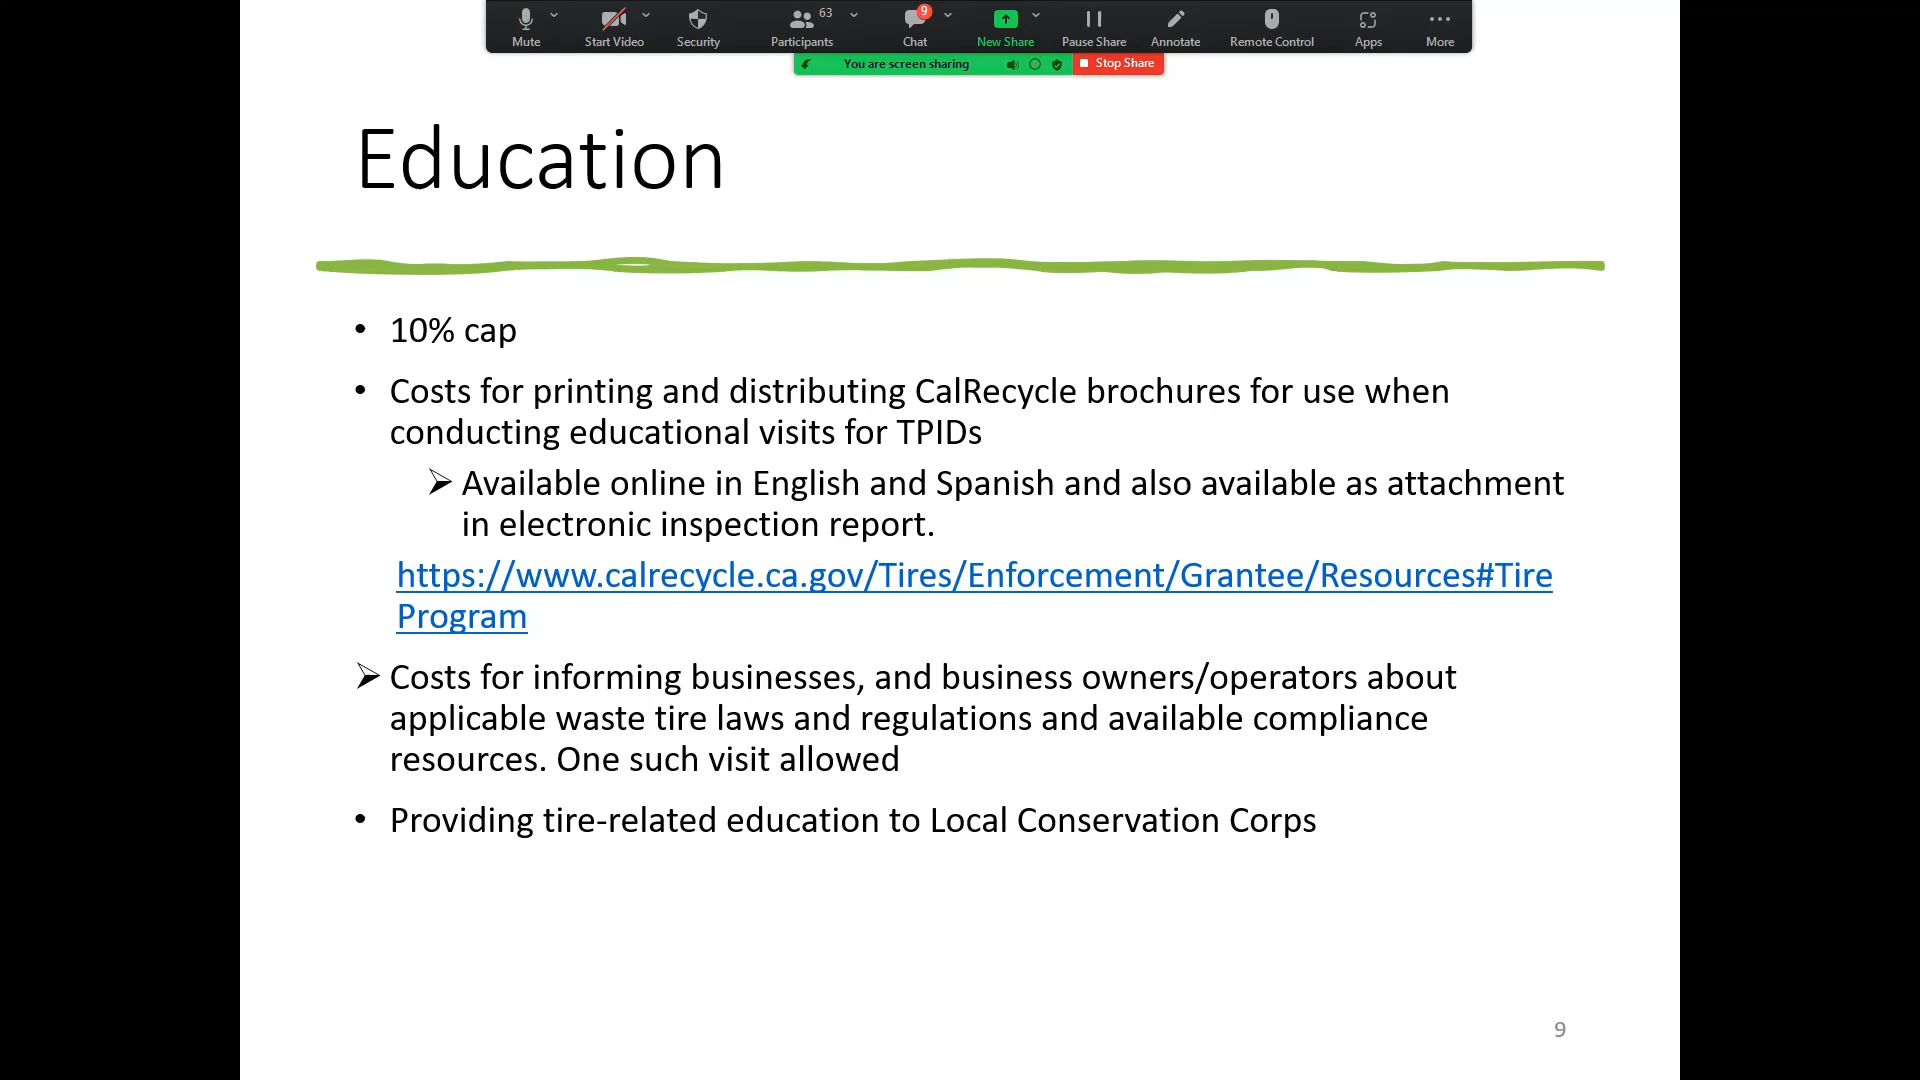 Mute
Start Video
Security
Participants
63
Chat
9
New Share
Pause Share
Annotate
Remote Control
Apps
More
You are screen sharing
Stop Share
Education
• 10% cap
• Costs for printing and distributing CalRecycle brochures for use when
conducting educational visits for TPIDs
➢ Available online in English and Spanish and also available as attachment
in electronic inspection report.
https://www.calrecycle.ca.gov/Tires/Enforcement/Grantee/Resources#Tire
Program
➢ Costs for informing businesses, and business owners/operators about
applicable waste tire laws and regulations and available compliance
resources. One such visit allowed
• Providing tire-related education to Local Conservation Corps
9